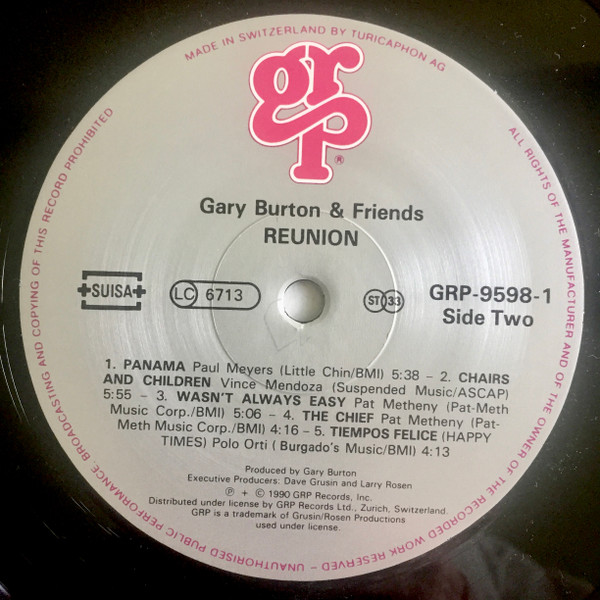 MADE IN SWITZERLAND BY TURICAPHON AG
grp®
Gary Burton & Friends
REUNION
SUISA
LC 6713
ST 33
GRP-9598-1
Side Two
1. PANAMA Paul Meyers (Little Chin/BMI) 5:38 – 2. CHAIRS
AND CHILDREN Vince Mendoza (Suspended Music/ASCAP)
5:55 – 3. WASN'T ALWAYS EASY Pat Metheny (Pat-Meth
Music Corp./BMI) 5:06 – 4. THE CHIEF Pat Metheny (Pat-
Meth Music Corp./BMI) 4:16 – 5. TIEMPOS FELICE (HAPPY
TIMES) Polo Orti ( Burgado's Music/BMI) 4:13
Produced by Gary Burton
Executive Producers: Dave Grusin and Larry Rosen
℗ + © 1990 GRP Records, Inc.
Distributed under license by GRP Records Ltd., Zurich, Switzerland.
GRP is a trademark of Grusin/Rosen Productions
used under license.
ALL RIGHTS OF THE MANUFACTURER AND OF THE OWNER OF THE RECORDED WORK RESERVED – UNAUTHORISED PUBLIC PERFORMANCE BROADCASTING AND COPYING OF THIS RECORD PROHIBITED